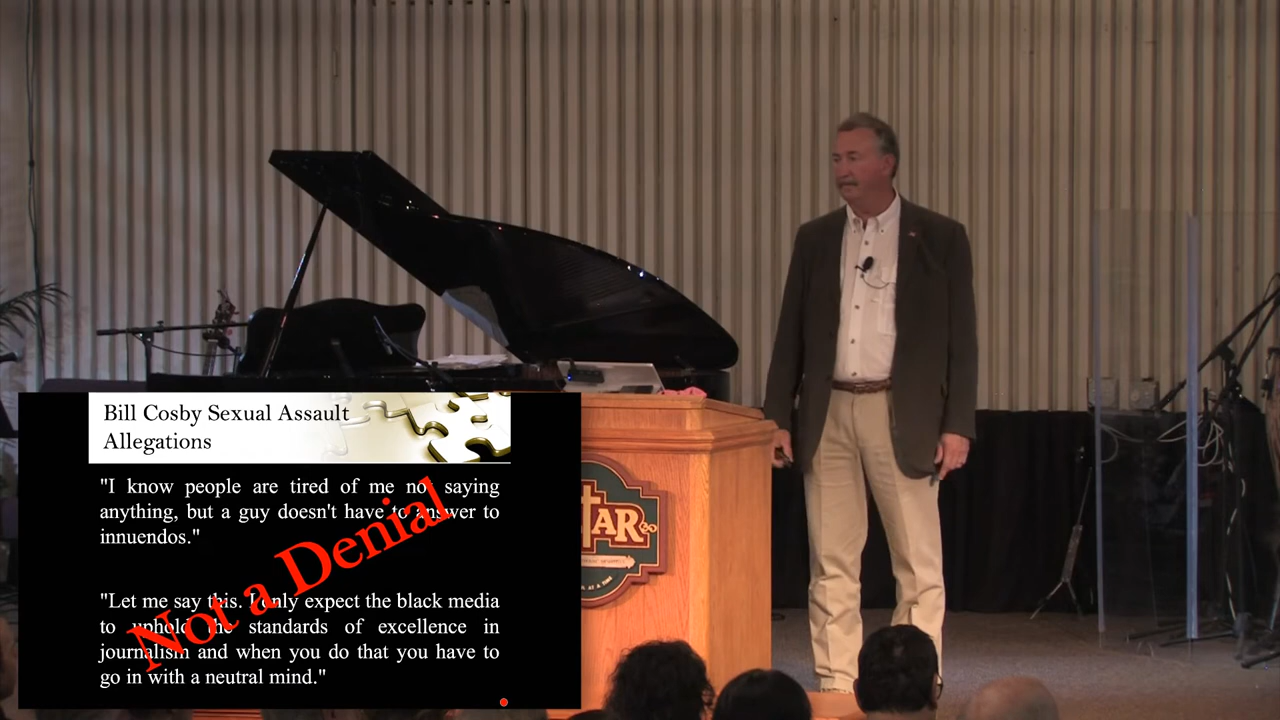 Bill Cosby Sexual Assault
Allegations
"I know people are tired of me not saying
anything, but a guy doesn't have to answer to
innuendos."
Not a Denial
"Let me say this. I only expect the black media
to uphold the standards of excellence in
journalism and when you do that you have to
go in with a neutral mind."
TAR